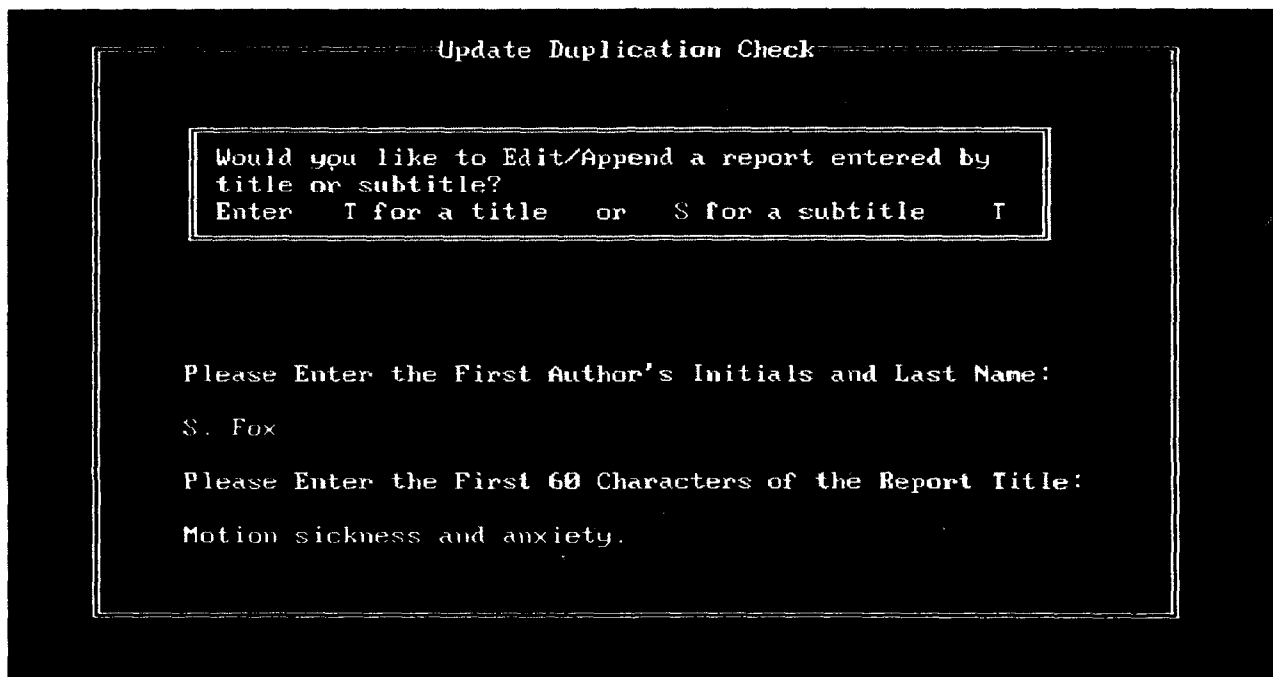 Update Duplication Check
Would you like to Edit/Append a report entered by
title or subtitle?
Enter T for a title or S for a subtitle T
Please Enter the First Author's Initials and Last Name:
S. Fox
Please Enter the First 60 Characters of the Report Title:
Motion sickness and anxiety.